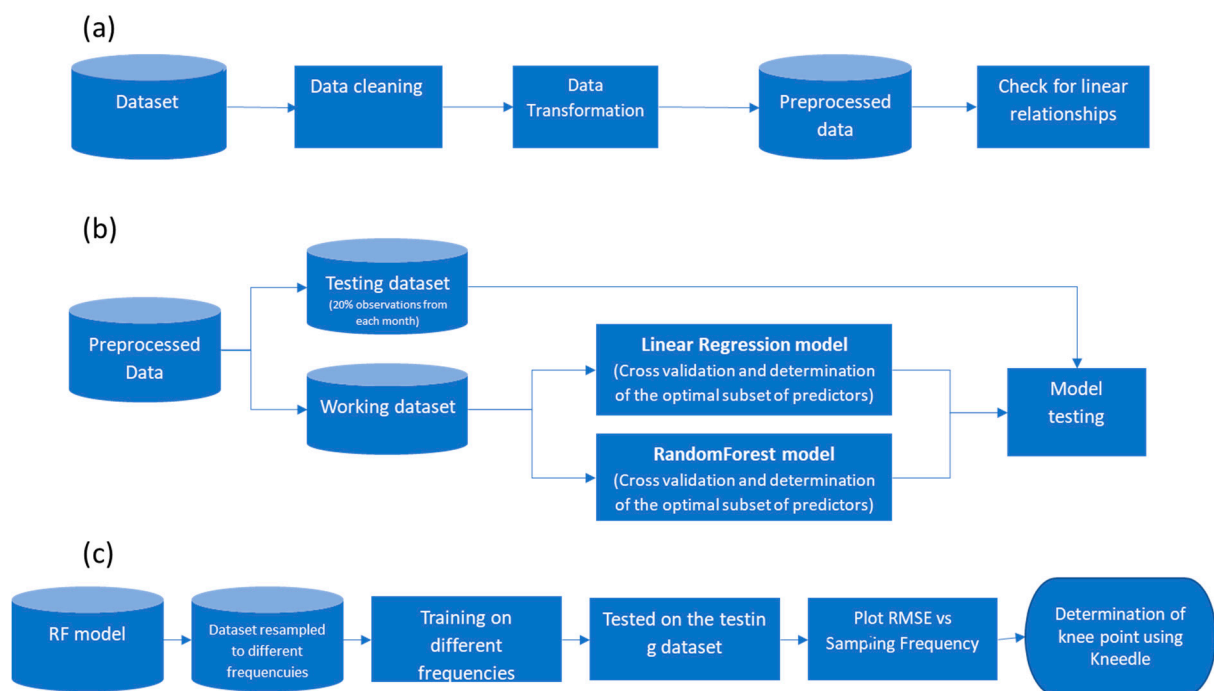 (a)
Dataset
Data cleaning
Data
Transformation
Preprocessed
data
Check for linear
relationships
(b)
Preprocessed
Data
Testing dataset
(20% observations from
each month)
Working dataset
Linear Regression model
(Cross validation and determination
of the optimal subset of predictors)
RandomForest model
(Cross validation and determination
of the optimal subset of predictors)
Model
testing
(c)
RF model
Dataset resampled
to different
frequencuies
Training on
different
frequencies
Tested on the testin
g dataset
Plot RMSE vs
Sampling Frequency
Determination of
knee point using
Kneedle